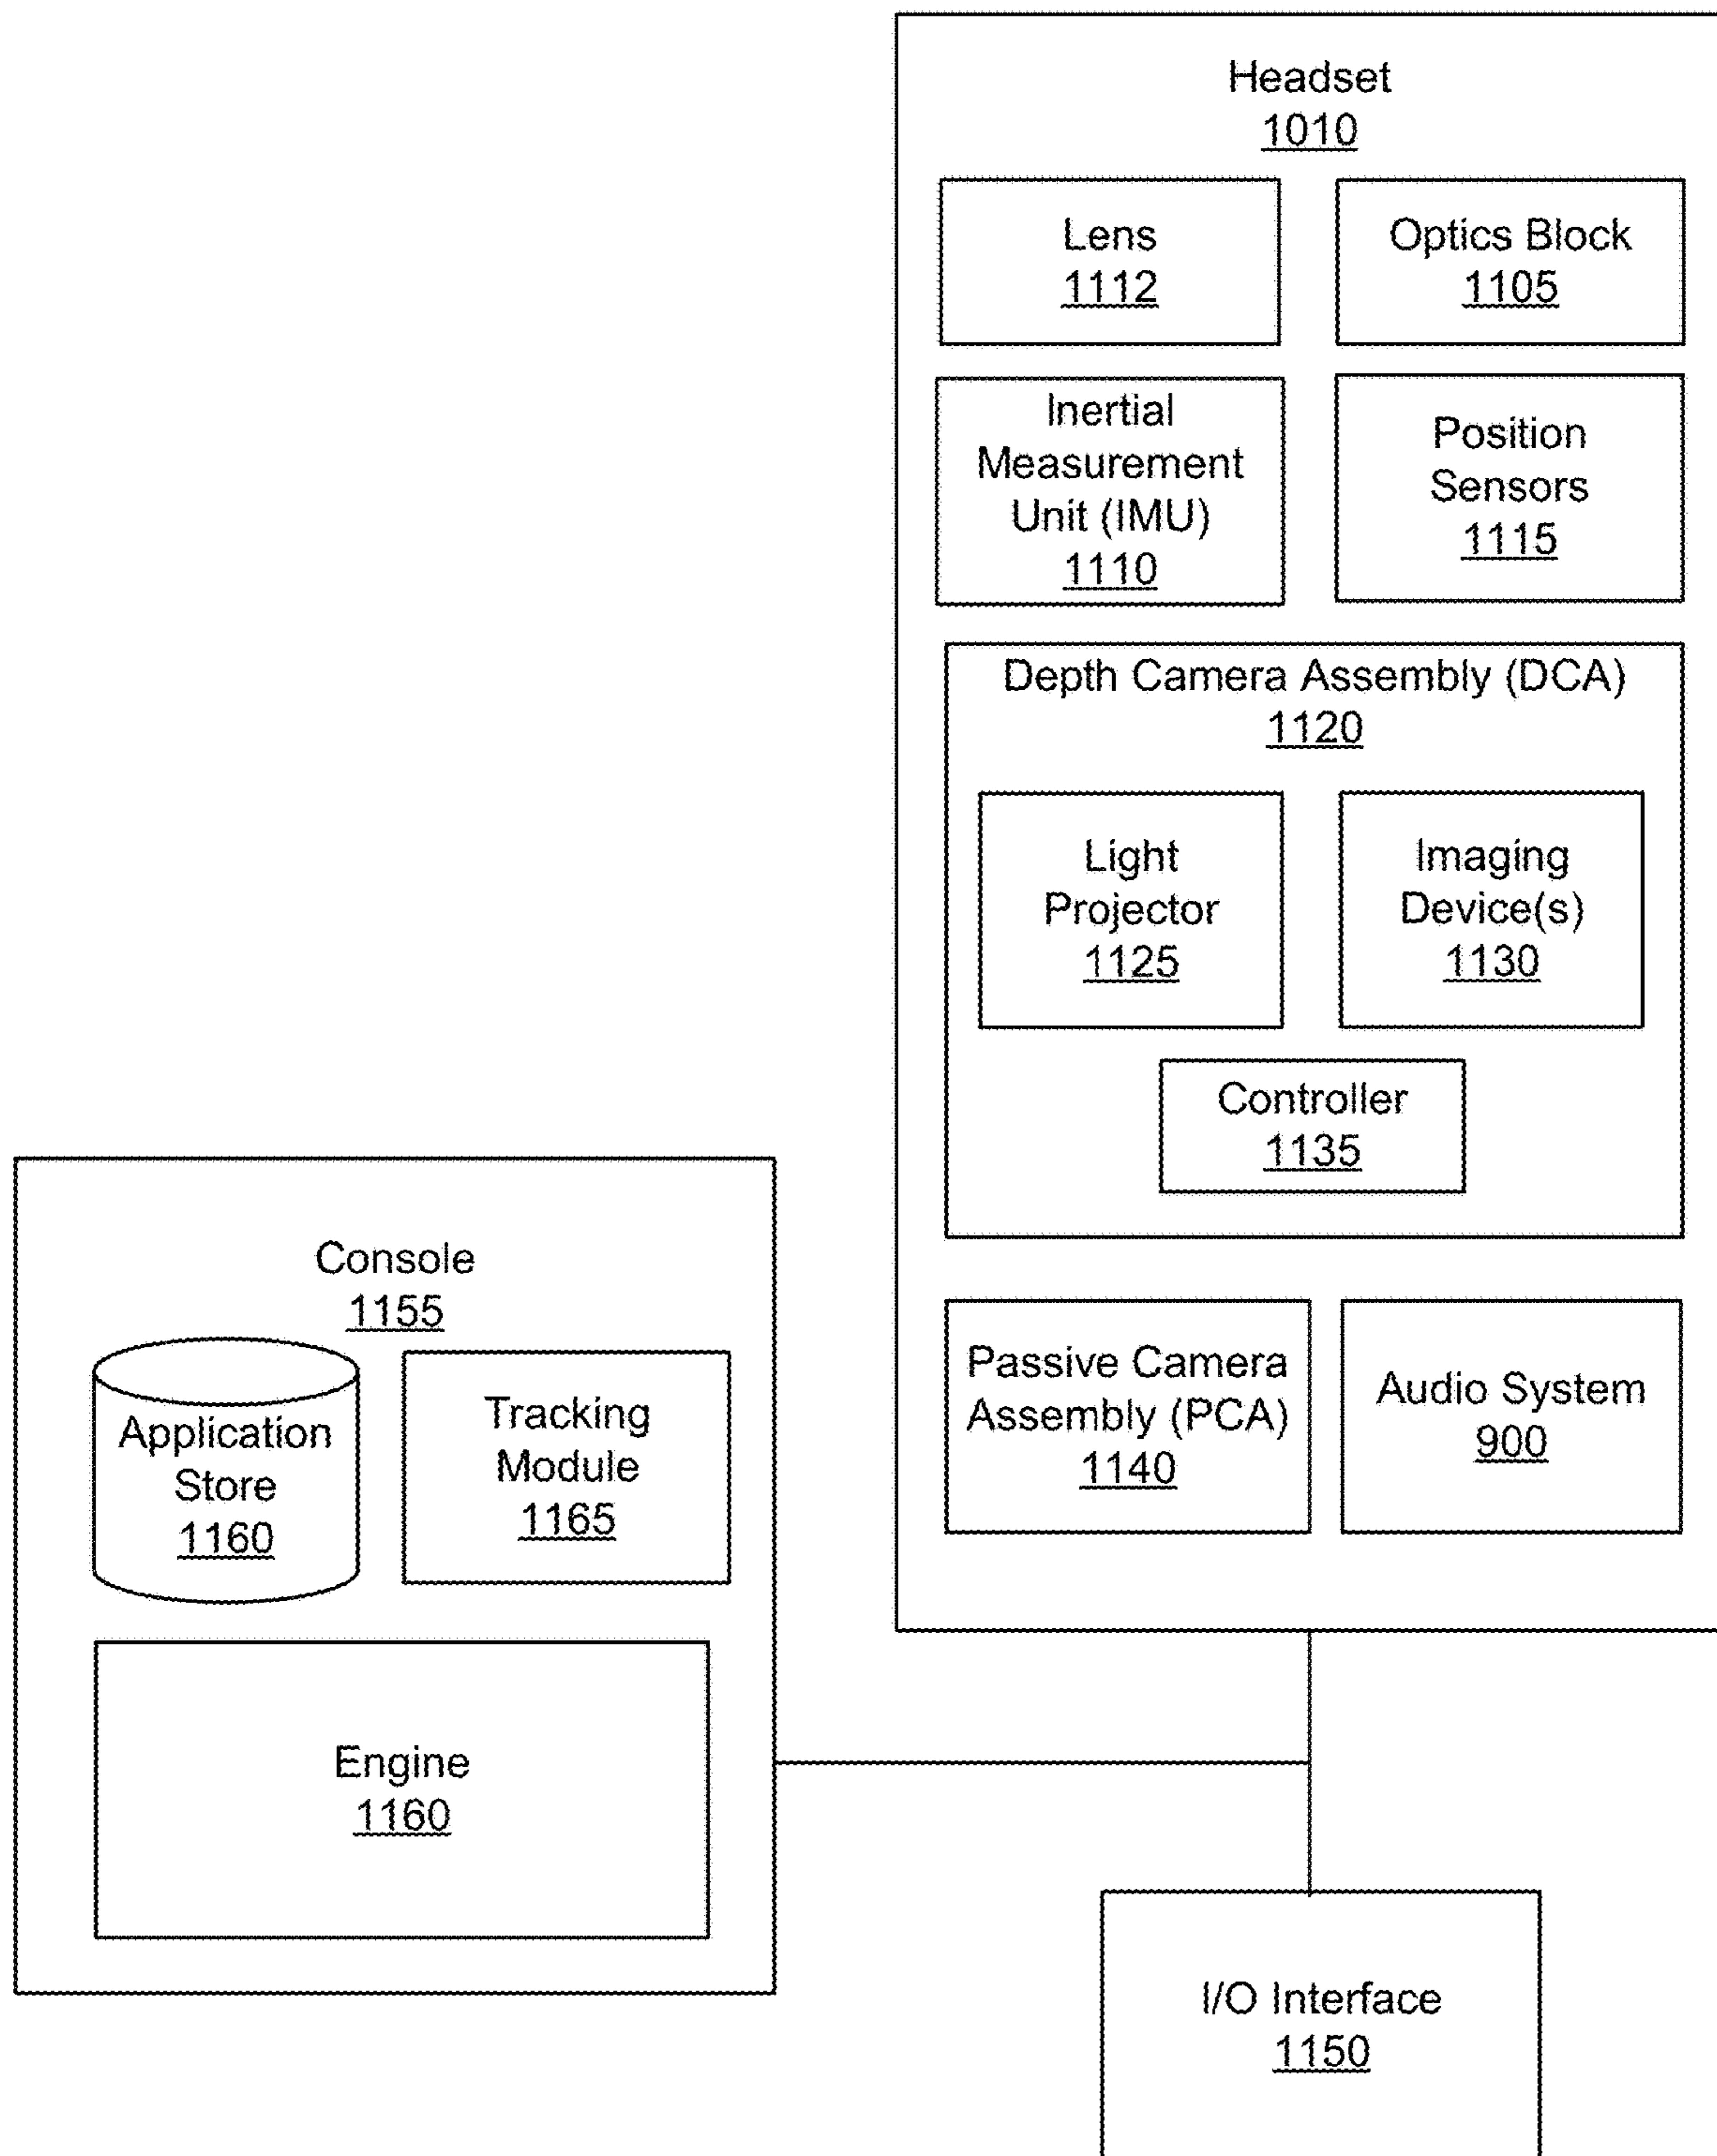 Headset
1010
Lens
1112
Optics Block
1105
Inertial
Measurement
Unit (IMU)
1110
Position
Sensors
1115
Depth Camera Assembly (DCA)
1120
Light
Projector
1125
Imaging
Device(s)
1130
Controller
1135
Passive Camera
Assembly (PCA)
1140
Audio System
900
Console
1155
Application
Store
1160
Tracking
Module
1165
Engine
1160
I/O Interface
1150